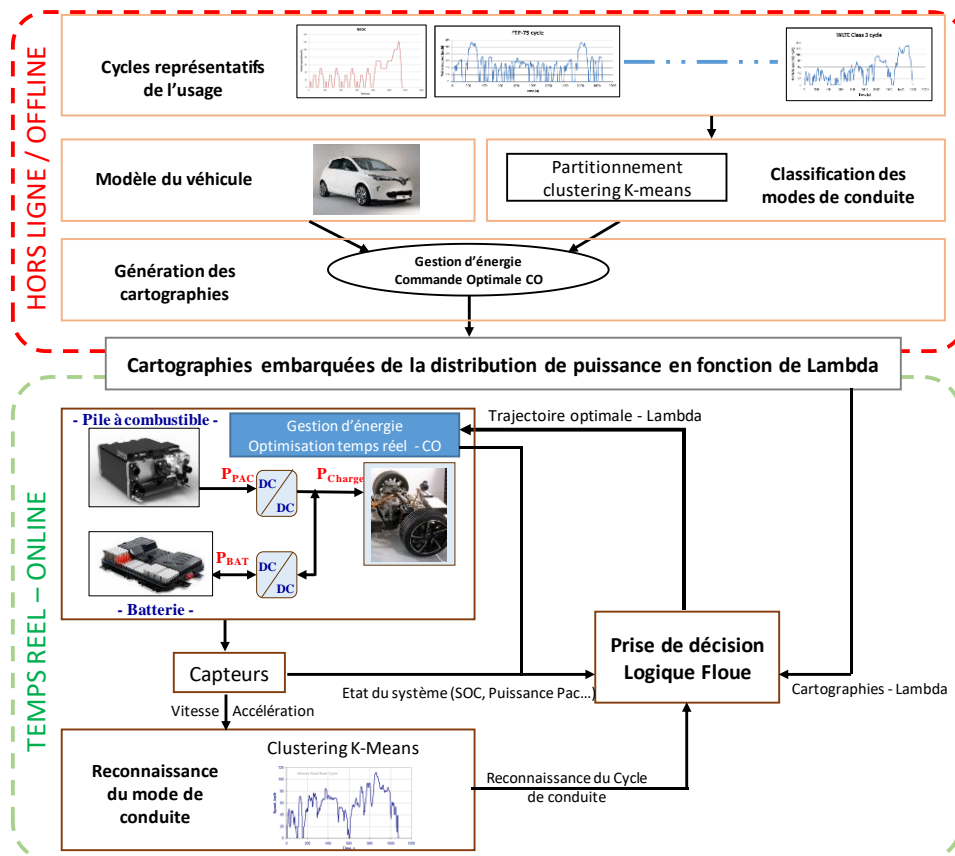 HORS LIGNE / OFFLINE
Cycles représentatifs
de l'usage
FTP-75 cycle
WLTC Class 3 cycle
Modèle du véhicule
Partitionnement
clustering K-means
Classification des
modes de conduite
Génération des
cartographies
Gestion d'énergie
Commande Optimale CO
Cartographies embarquées de la distribution de puissance en fonction de Lambda
TEMPS REEL – ONLINE
- Pile à combustible -
Gestion d'énergie
Optimisation temps réel - CO
Trajectoire optimale - Lambda
P_PAC
DC
DC
P_Charge
P_BAT
DC
DC
- Batterie -
Capteurs
Prise de décision
Logique Floue
Etat du système (SOC, Puissance Pac...)
Cartographies - Lambda
Vitesse
Accélération
Clustering K-Means
Reconnaissance
du mode de
conduite
Reconnaissance du Cycle
de conduite